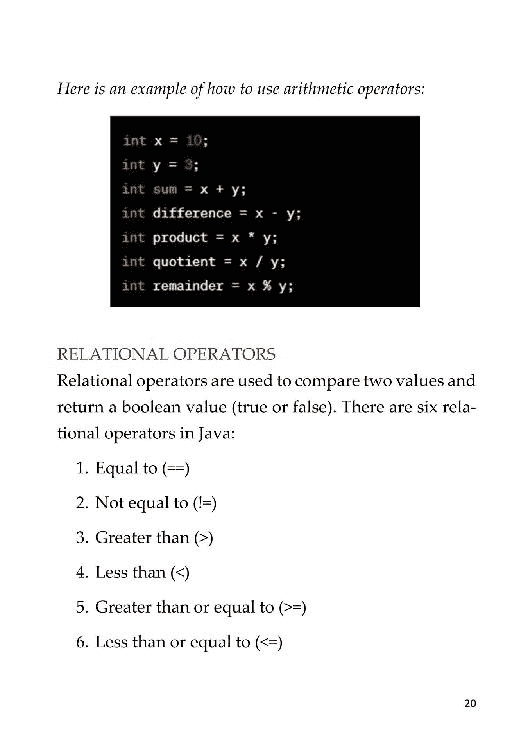 Here is an example of how to use arithmetic operators:
int x = 10;
int y = 3;
int sum = x + y;
int difference = x - y;
int product = x * y;
int quotient = x / y;
int remainder = x % y;
RELATIONAL OPERATORS
Relational operators are used to compare two values and
return a boolean value (true or false). There are six rela-
tional operators in Java:
1. Equal to (==)
2. Not equal to (!=)
3. Greater than (>)
4. Less than (<)
5. Greater than or equal to (>=)
6. Less than or equal to (<=)
20